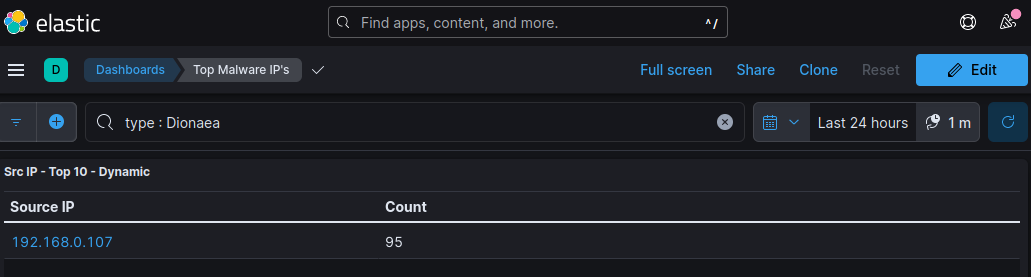 elastic
Find apps, content, and more.
^/
D
Dashboards
Top Malware IP's
Full screen
Share
Clone
Reset
Edit
type : Dionaea
Last 24 hours
1 m
Src IP - Top 10 - Dynamic
Source IP
Count
192.168.0.107
95